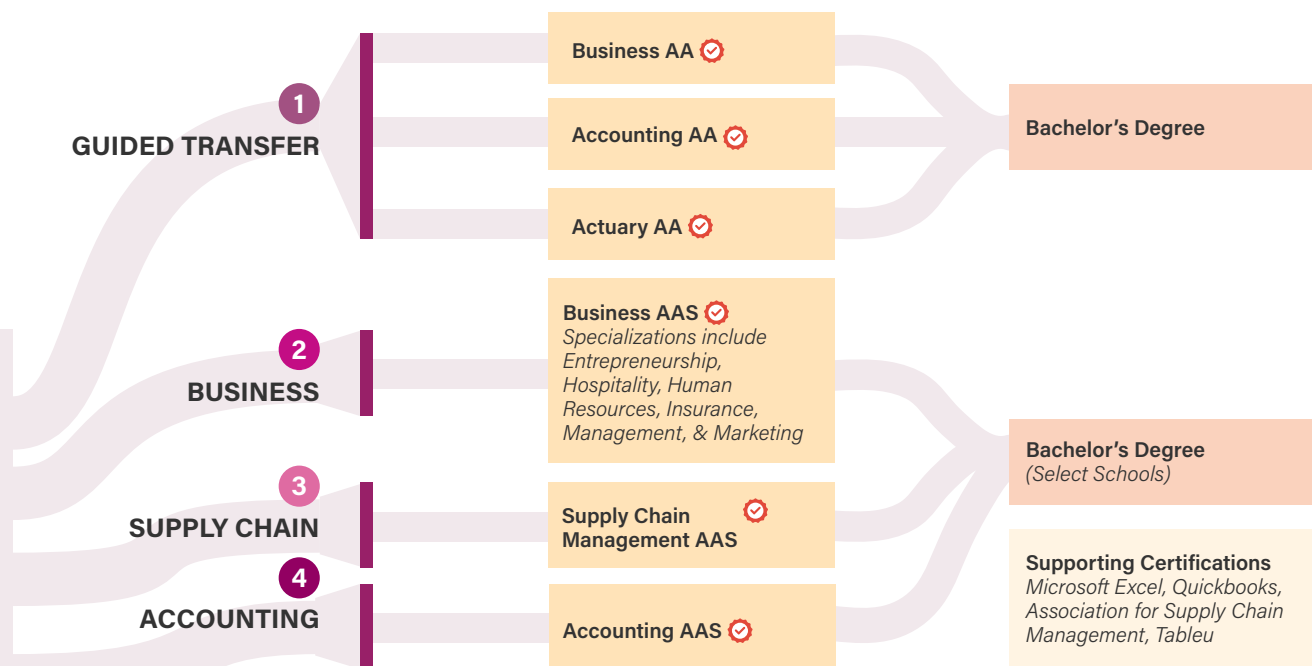 1
GUIDED TRANSFER
Business AA
Accounting AA
Actuary AA
Bachelor's Degree
2
BUSINESS
Business AAS
Specializations include
Entrepreneurship,
Hospitality, Human
Resources, Insurance,
Management, & Marketing
3
SUPPLY CHAIN
Supply Chain
Management AAS
4
ACCOUNTING
Accounting AAS
Bachelor's Degree
(Select Schools)
Supporting Certifications
Microsoft Excel, Quickbooks,
Association for Supply Chain
Management, Tableu